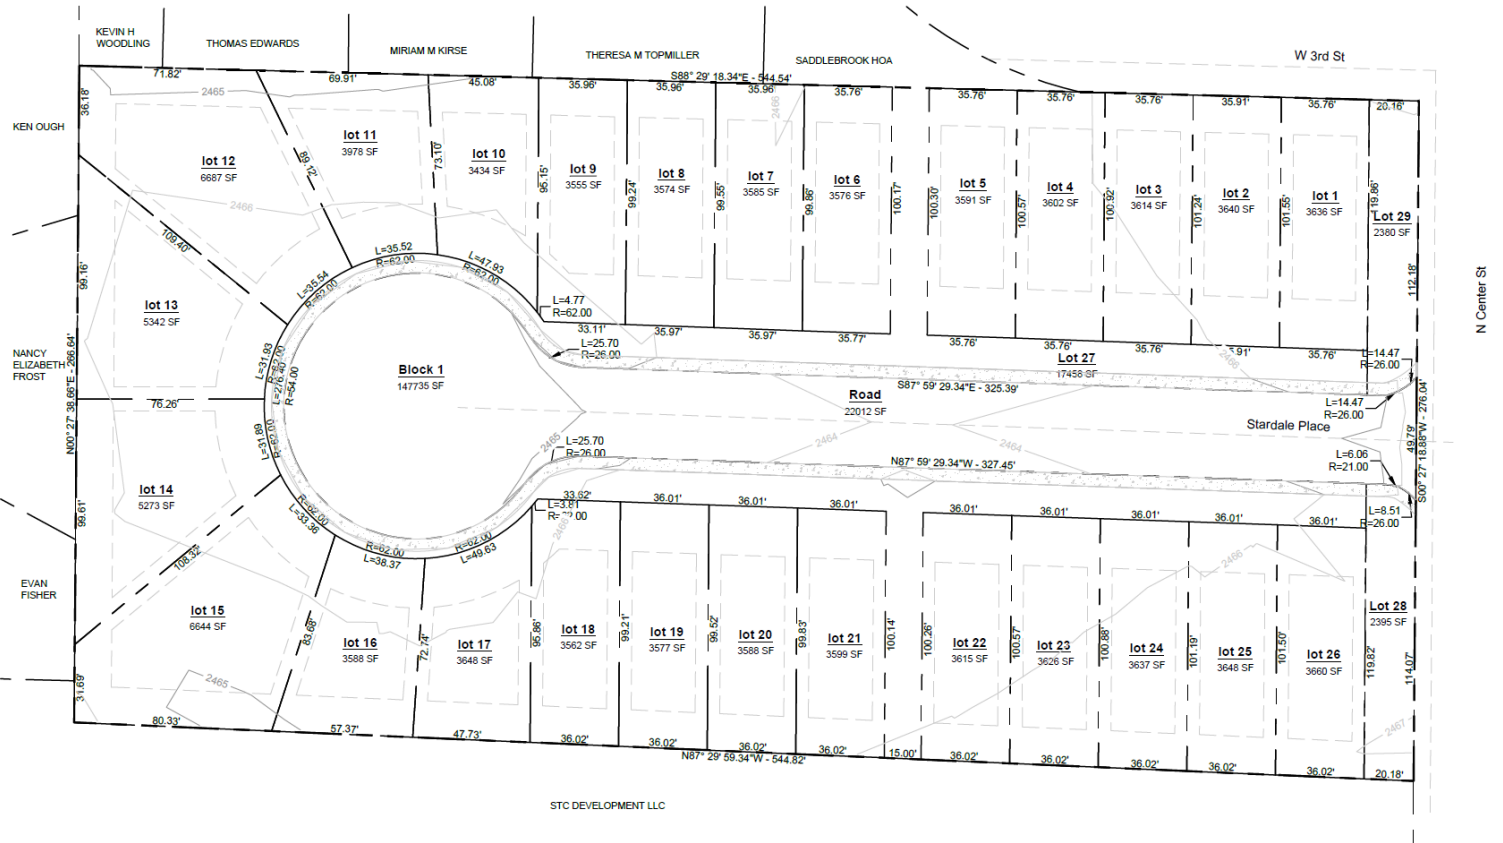 KEVIN H
WOODLING
THOMAS EDWARDS
MIRIAM M KIRSE
THERESA M TOPMILLER
SADDLEBROOK HOA
W 3rd St
71.82'
69.91'
45.08'
35.96'
35.96'
S88° 29' 18.34"E - 544.54'
35.96'
35.76'
35.76'
35.76'
35.76'
35.91'
35.76'
20.16'
36.18'
2465
2466
KEN OUGH
lot 12
6687 SF
lot 11
3978 SF
lot 10
3434 SF
lot 9
3555 SF
lot 8
3574 SF
lot 7
3585 SF
lot 6
3576 SF
lot 5
3591 SF
lot 4
3602 SF
lot 3
3614 SF
lot 2
3640 SF
lot 1
3636 SF
Lot 29
2380 SF
89.12'
73.10'
95.15'
99.24'
99.55'
99.86'
100.17'
100.30'
100.57'
100.92'
101.24'
101.55'
119.86'
112.18'
2466
109.40'
99.16'
L=35.52
R=62.00
L=47.93
R=62.00
L=35.54
R=62.00
N Center St
lot 13
5342 SF
L=4.77
R=62.00
33.11'
35.97'
35.97'
35.77'
35.76'
35.76'
35.76'
35.76'
L=25.70
R=26.00
NANCY
ELIZABETH
FROST
N00° 27' 38.66"E - 266.64'
L=31.93
R=62.00
L=276.40
R=54.00
Block 1
147735 SF
Lot 27
17458 SF
2466
L=14.47
R=26.00
S87° 59' 29.34"E - 325.39'
Road
22012 SF
L=14.47
R=26.00
76.26'
Stardale Place
49.79'
S00° 27' 18.88"W - 276.04'
L=31.89
R=62.00
2465
L=25.70
R=26.00
2464
2464
L=6.06
R=21.00
N87° 59' 29.34"W - 327.45'
lot 14
5273 SF
99.61'
R=62.00
L=33.36
33.62'
L=3.81
36.01'
36.01'
36.01'
36.01'
36.01'
36.01'
36.01'
36.01'
L=8.51
R=26.00
2466
R=62.00
L=38.37
R=62.00
L=49.63
108.32'
2466
EVAN
FISHER
lot 15
6644 SF
lot 16
3588 SF
lot 17
3648 SF
lot 18
3562 SF
lot 19
3577 SF
lot 20
3588 SF
lot 21
3599 SF
lot 22
3615 SF
lot 23
3626 SF
lot 24
3637 SF
lot 25
3648 SF
lot 26
3660 SF
Lot 28
2395 SF
83.68'
72.74'
95.86'
99.21'
99.52'
99.83'
100.14'
100.26'
100.57'
100.88'
101.19'
101.50'
119.82'
114.07'
31.69'
2465
2467
80.33'
57.37'
47.73'
36.02'
36.02'
36.02'
36.02'
15.00'
36.02'
36.02'
36.02'
36.02'
36.02'
20.18'
N87° 29' 59.34"W - 544.82'
STC DEVELOPMENT LLC